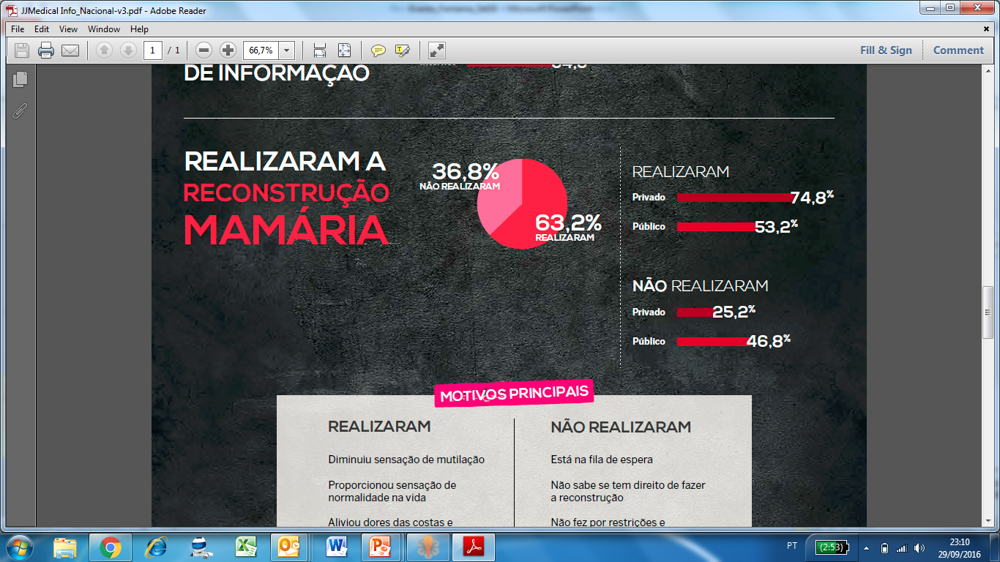 JJMedical Info_Nacional-v3.pdf - Adobe Reader
File Edit View Window Help
1 / 1 66,7% Fill & Sign Comment
DE INFORMAÇÃO
REALIZARAM A
RECONSTRUÇÃO
MAMÁRIA
36,8%
NÃO REALIZARAM
63,2%
REALIZARAM
REALIZARAM
Privado 74,8%
Público 53,2%
NÃO REALIZARAM
Privado 25,2%
Público 46,8%
MOTIVOS PRINCIPAIS
REALIZARAM
Diminuiu sensação de mutilação
Proporcionou sensação de
normalidade na vida
Aliviou dores das costas e
NÃO REALIZARAM
Está na fila de espera
Não sabe se tem direito de fazer
a reconstrução
Não fez por restrições e
PT (2:53) 23:10
29/09/2016